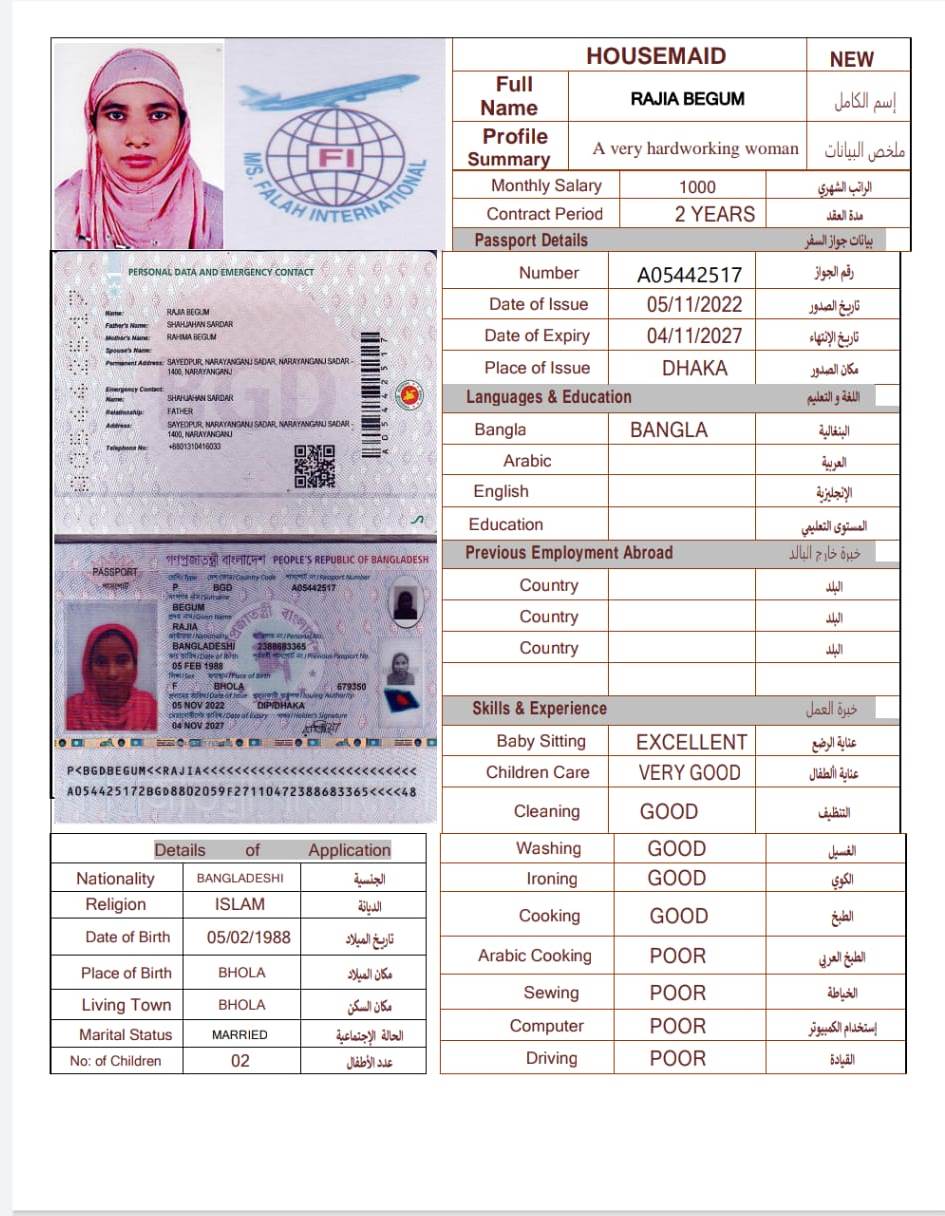 MS. FALAH INTERNATIONAL
FI
HOUSEMAID NEW
Full Name RAJIA BEGUM إسم الكامل
Profile Summary A very hardworking woman ملخص البيانات
Monthly Salary 1000 الراتب الشهري
Contract Period 2 YEARS مدة العقد
Passport Details بيانات جواز السفر
Number A05442517 رقم الجواز
Date of Issue 05/11/2022 تاريخ الصدور
Date of Expiry 04/11/2027 تاريخ الإنتهاء
Place of Issue DHAKA مكان الصدور
Languages & Education اللغة و التعليم
Bangla BANGLA البنغالية
Arabic العربية
English الإنجليزية
Education المستوى التعليمي
Previous Employment Abroad خبرة خارج البالد
Country البلد
Country البلد
Country البلد
Skills & Experience خبرة العمل
Baby Sitting EXCELLENT عناية الرضع
Children Care VERY GOOD عناية األطفال
Cleaning GOOD التنظيف
Washing GOOD الغسيل
Ironing GOOD الكوي
Cooking GOOD الطبخ
Arabic Cooking POOR الطبخ العربي
Sewing POOR الخياطة
Computer POOR إستخدام الكمبيوتر
Driving POOR القيادة
PERSONAL DATA AND EMERGENCY CONTACT
Name: RAJIA BEGUM
Father's Name: SHAHJAHAN SARDAR
Mother's Name: RAHIMA BEGUM
Spouse's Name:
Permanent Address: SAYEDPUR, NARAYANGANJ SADAR, NARAYANGANJ SADAR -
1400, NARAYANGANJ
Emergency Contact:
Name: SHAHJAHAN SARDAR
Relationship: FATHER
Address: SAYEDPUR, NARAYANGANJ SADAR, NARAYANGANJ SADAR -
1400, NARAYANGANJ
Telephone No: +8801310416033
A05442517
গণপ্রজাতন্ত্রী বাংলাদেশ PEOPLE'S REPUBLIC OF BANGLADESH
PASSPORT
পাসপোর্ট
Type Country Code Passport Number
P BGD A05442517
Surname
BEGUM
Given Name
RAJIA
Nationality Personal No.
BANGLADESHI 2388683365
Date of Birth Previous Passport No.
05 FEB 1988
Sex Place of Birth
F BHOLA 679350
Date of Issue Issuing Authority
05 NOV 2022 DIP/DHAKA
Date of Expiry Holder's Signature
04 NOV 2027
P<BGDBEGUM<<RAJIA<<<<<<<<<<<<<<<<<<<<<<<<<<<
A054425172BGD8802059F27110472388683365<<<<48
Details of Application
Nationality BANGLADESHI الجنسية
Religion ISLAM الديانة
Date of Birth 05/02/1988 تاريخ الميلاد
Place of Birth BHOLA مكان الميلاد
Living Town BHOLA مكان السكن
Marital Status MARRIED الحالة الإجتماعية
No: of Children 02 عدد الأطفال